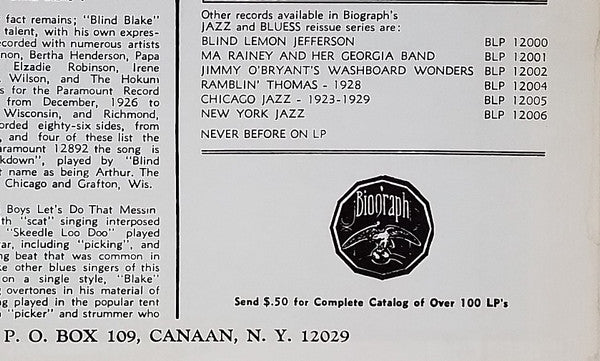 fact remains; "Blind Blake"
talent, with his own expres-
corded with numerous artists
non, Bertha Henderson, Papa
Elzadie Robinson, Irene
Wilson, and The Hokum
s for the Paramount Record
from December, 1926 to
Wisconsin, and Richmond,
orded eighty-six sides, from
, and four of these list the
aramount 12892 the song is
kdown", played by "Blind
t name as being Arthur. The
Chicago and Grafton, Wis.
Boys Let's Do That Messin
th "scat" singing interposed
"Skeedle Loo Doo" played
ar, including "picking", and
ng beat that was common in
ke other blues singers of this
on a single style, "Blake"
overtones in his material of
g played in the popular tent
"picker" and strummer who
Other records available in Biograph's
JAZZ and BLUESS reissue series are:
BLIND LEMON JEFFERSON BLP 12000
MA RAINEY AND HER GEORGIA BAND BLP 12001
JIMMY O'BRYANT'S WASHBOARD WONDERS BLP 12002
RAMBLIN' THOMAS - 1928 BLP 12004
CHICAGO JAZZ - 1923-1929 BLP 12005
NEW YORK JAZZ BLP 12006
NEVER BEFORE ON LP
Biograph
Send $.50 for Complete Catalog of Over 100 LP's
P. O. BOX 109, CANAAN, N. Y. 12029